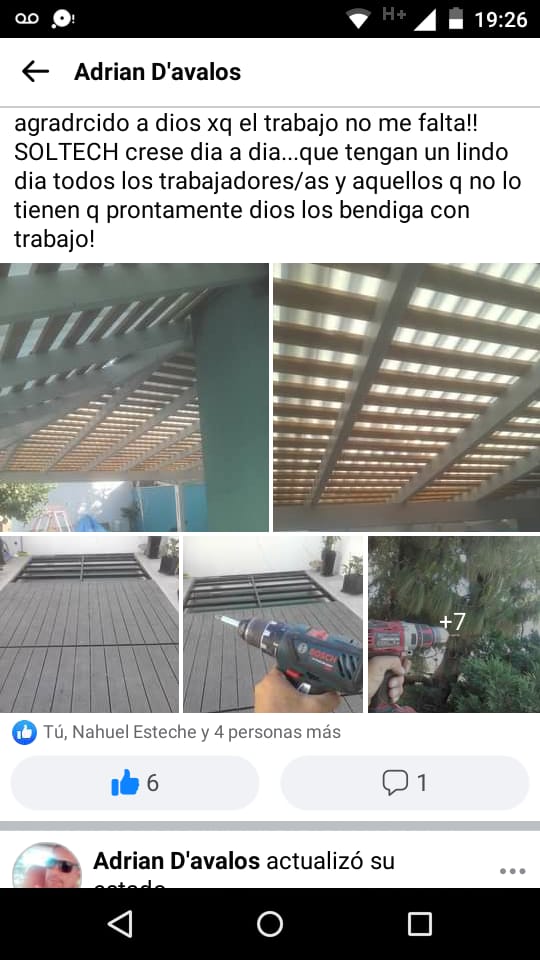 H+ 19:26
Adrian D'avalos
agradrcido a dios xq el trabajo no me falta!!
SOLTECH crese dia a dia...que tengan un lindo
dia todos los trabajadores/as y aquellos q no lo
tienen q prontamente dios los bendiga con
trabajo!
BOSCH
+7
Tú, Nahuel Esteche y 4 personas más
6
1
Adrian D'avalos actualizó su
estado